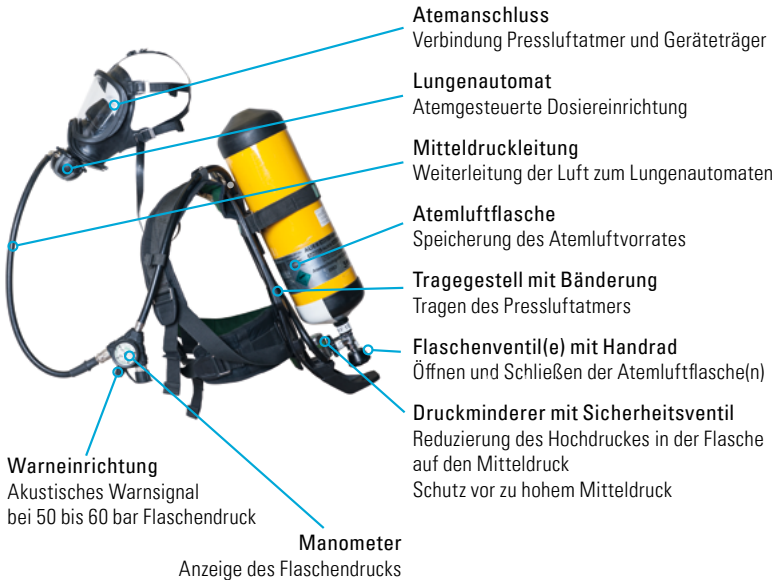 Atemanschluss
Verbindung Pressluftatmer und Geräteträger
Lungenautomat
Atemgesteuerte Dosiereinrichtung
Mitteldruckleitung
Weiterleitung der Luft zum Lungenautomaten
Atemluftflasche
Speicherung des Atemluftvorrates
Tragegestell mit Bänderung
Tragen des Pressluftatmers
Flaschenventil(e) mit Handrad
Öffnen und Schließen der Atemluftflasche(n)
Druckminderer mit Sicherheitsventil
Reduzierung des Hochdruckes in der Flasche
auf den Mitteldruck
Schutz vor zu hohem Mitteldruck
Warneinrichtung
Akustisches Warnsignal
bei 50 bis 60 bar Flaschendruck
Manometer
Anzeige des Flaschendrucks